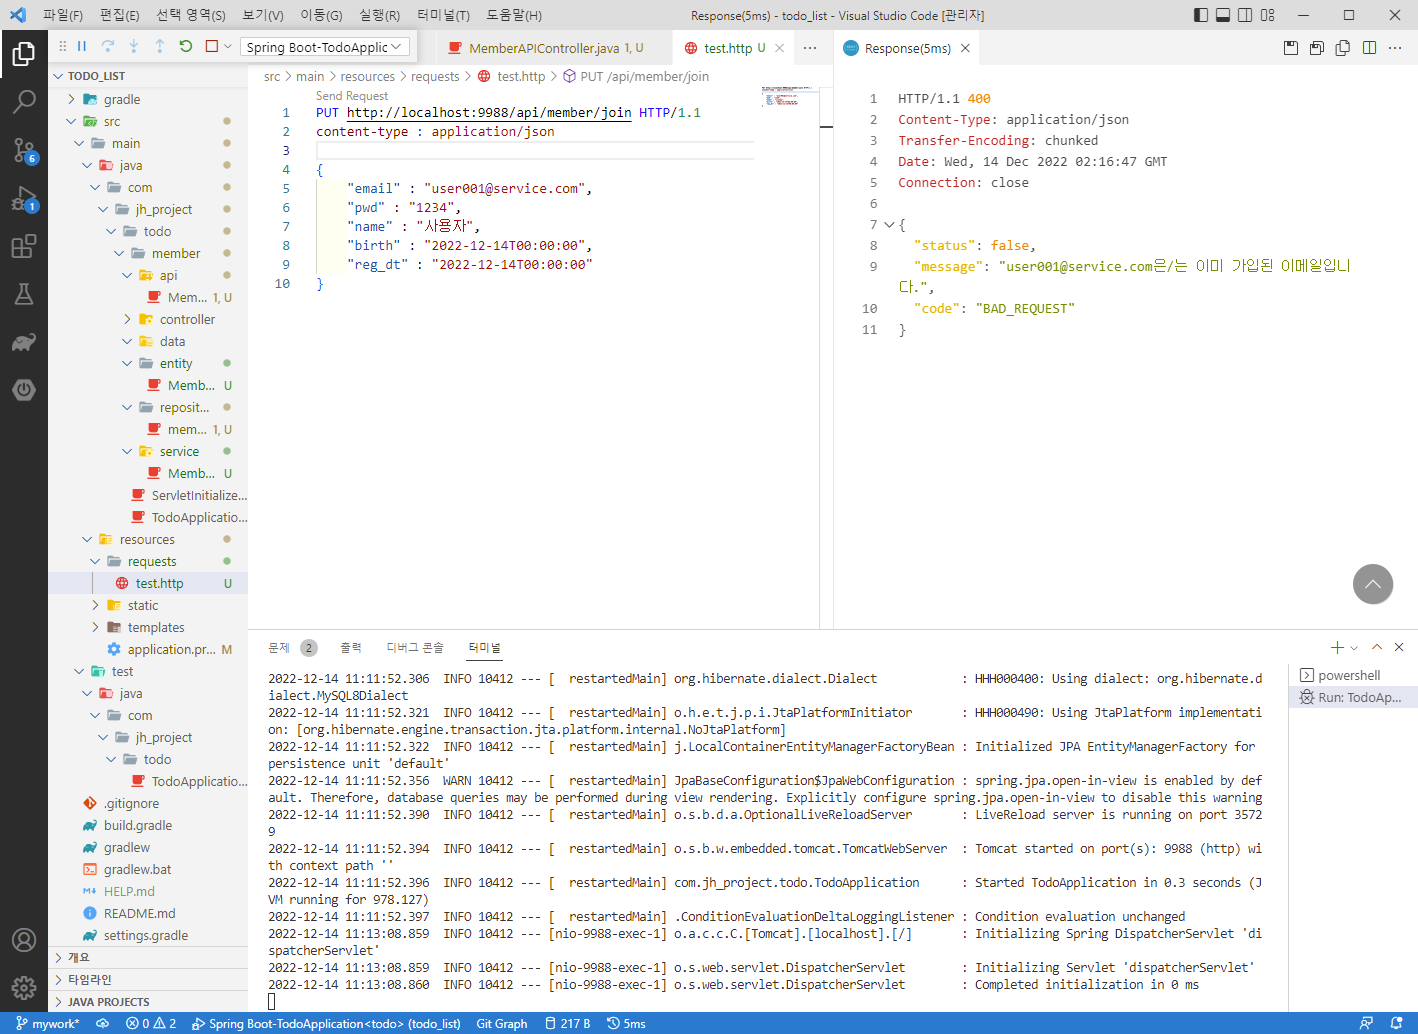 파일(F) 편집(E) 선택 영역(S) 보기(V) 이동(G) 실행(R) 터미널(T) 도움말(H) Response(5ms) - todo_list - Visual Studio Code [관리자]
Spring Boot-TodoApplic
MemberAPIController.java 1, U
test.http U
Response(5ms)
src > main > resources > requests > test.http > PUT /api/member/join
TODO_LIST
gradle
src
main
java
com
jh_project
todo
member
api
Mem... 1, U
controller
data
entity
Memb... U
reposit...
mem... 1, U
service
Memb... U
ServletInitialize...
TodoApplicatio...
resources
requests
test.http U
static
templates
application.pr... M
test
java
com
jh_project
todo
TodoApplicatio...
.gitignore
build.gradle
gradlew
gradlew.bat
HELP.md
README.md
settings.gradle
개요
타임라인
JAVA PROJECTS
6
1
Send Request
1 PUT http://localhost:9988/api/member/join HTTP/1.1
2 content-type : application/json
3
4 {
5 "email" : "user001@service.com",
6 "pwd" : "1234",
7 "name" : "사용자",
8 "birth" : "2022-12-14T00:00:00",
9 "reg_dt" : "2022-12-14T00:00:00"
10 }
1 HTTP/1.1 400
2 Content-Type: application/json
3 Transfer-Encoding: chunked
4 Date: Wed, 14 Dec 2022 02:16:47 GMT
5 Connection: close
6
7 {
8 "status": false,
9 "message": "user001@service.com은/는 이미 가입된 이메일입니
다.",
10 "code": "BAD_REQUEST"
11 }
문제 2 출력 디버그 콘솔 터미널
2022-12-14 11:11:52.306 INFO 10412 --- [ restartedMain] org.hibernate.dialect.Dialect : HHH000400: Using dialect: org.hibernate.d
ialect.MySQL8Dialect
2022-12-14 11:11:52.321 INFO 10412 --- [ restartedMain] o.h.e.t.j.p.i.JtaPlatformInitiator : HHH000490: Using JtaPlatform implementati
on: [org.hibernate.engine.transaction.jta.platform.internal.NoJtaPlatform]
2022-12-14 11:11:52.322 INFO 10412 --- [ restartedMain] j.LocalContainerEntityManagerFactoryBean : Initialized JPA EntityManagerFactory for
persistence unit 'default'
2022-12-14 11:11:52.356 WARN 10412 --- [ restartedMain] JpaBaseConfiguration$JpaWebConfiguration : spring.jpa.open-in-view is enabled by def
ault. Therefore, database queries may be performed during view rendering. Explicitly configure spring.jpa.open-in-view to disable this warning
2022-12-14 11:11:52.390 INFO 10412 --- [ restartedMain] o.s.b.d.a.OptionalLiveReloadServer : LiveReload server is running on port 3572
9
2022-12-14 11:11:52.394 INFO 10412 --- [ restartedMain] o.s.b.w.embedded.tomcat.TomcatWebServer : Tomcat started on port(s): 9988 (http) wi
th context path ''
2022-12-14 11:11:52.396 INFO 10412 --- [ restartedMain] com.jh_project.todo.TodoApplication : Started TodoApplication in 0.3 seconds (J
VM running for 978.127)
2022-12-14 11:11:52.397 INFO 10412 --- [ restartedMain] .ConditionEvaluationDeltaLoggingListener : Condition evaluation unchanged
2022-12-14 11:13:08.859 INFO 10412 --- [nio-9988-exec-1] o.a.c.c.C.[Tomcat].[localhost].[/] : Initializing Spring DispatcherServlet 'di
spatcherServlet'
2022-12-14 11:13:08.859 INFO 10412 --- [nio-9988-exec-1] o.s.web.servlet.DispatcherServlet : Initializing Servlet 'dispatcherServlet'
2022-12-14 11:13:08.860 INFO 10412 --- [nio-9988-exec-1] o.s.web.servlet.DispatcherServlet : Completed initialization in 0 ms
powershell
Run: TodoAp...
mywork* 0 2 Spring Boot-TodoApplication<todo> (todo_list) Git Graph 217 B 5ms